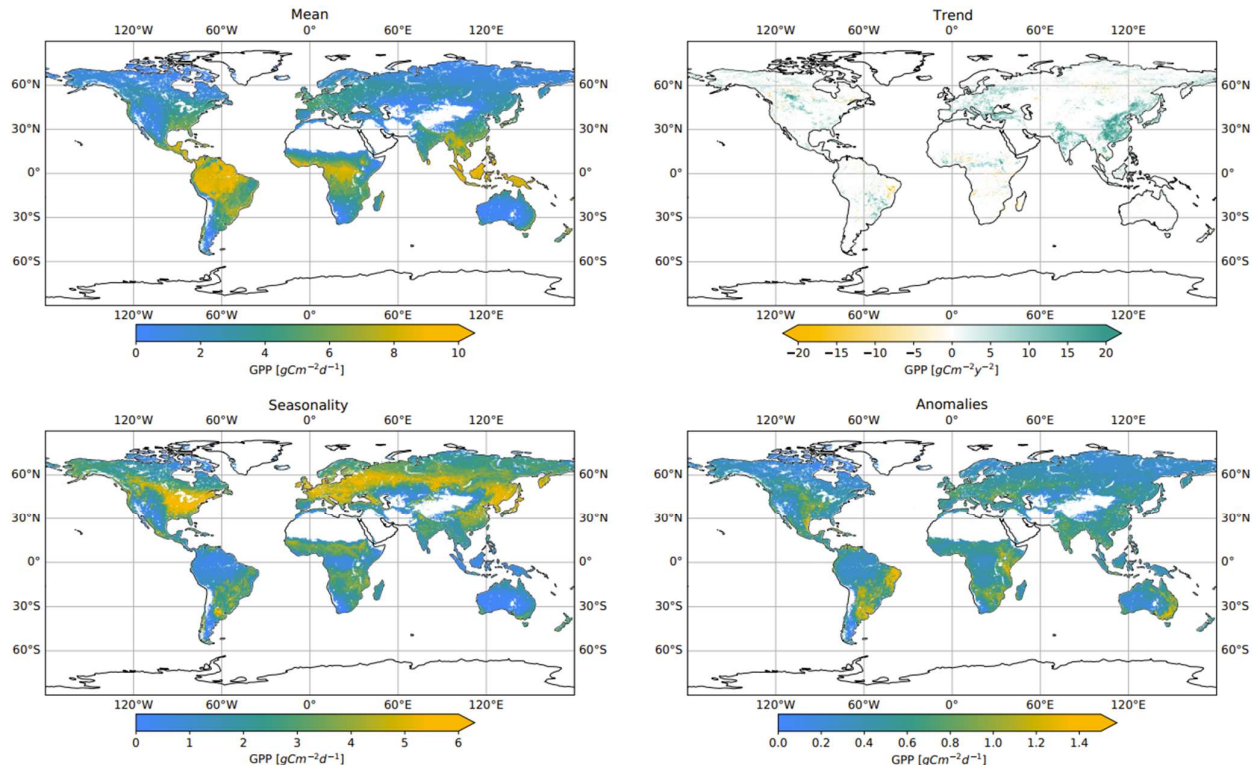 Mean
120°W 60°W 0° 60°E 120°E
60°N 60°N
30°N 30°N
0° 0°
30°S 30°S
60°S 60°S
120°W 60°W 0° 60°E 120°E
0 2 4 6 8 10
GPP [gCm⁻²d⁻¹]
Trend
120°W 60°W 0° 60°E 120°E
60°N 60°N
30°N 30°N
0° 0°
30°S 30°S
60°S 60°S
120°W 60°W 0° 60°E 120°E
−20 −15 −10 −5 0 5 10 15 20
GPP [gCm⁻²y⁻²]
Seasonality
120°W 60°W 0° 60°E 120°E
60°N 60°N
30°N 30°N
0° 0°
30°S 30°S
60°S 60°S
120°W 60°W 0° 60°E 120°E
0 1 2 3 4 5 6
GPP [gCm⁻²d⁻¹]
Anomalies
120°W 60°W 0° 60°E 120°E
60°N 60°N
30°N 30°N
0° 0°
30°S 30°S
60°S 60°S
120°W 60°W 0° 60°E 120°E
0.0 0.2 0.4 0.6 0.8 1.0 1.2 1.4
GPP [gCm⁻²d⁻¹]